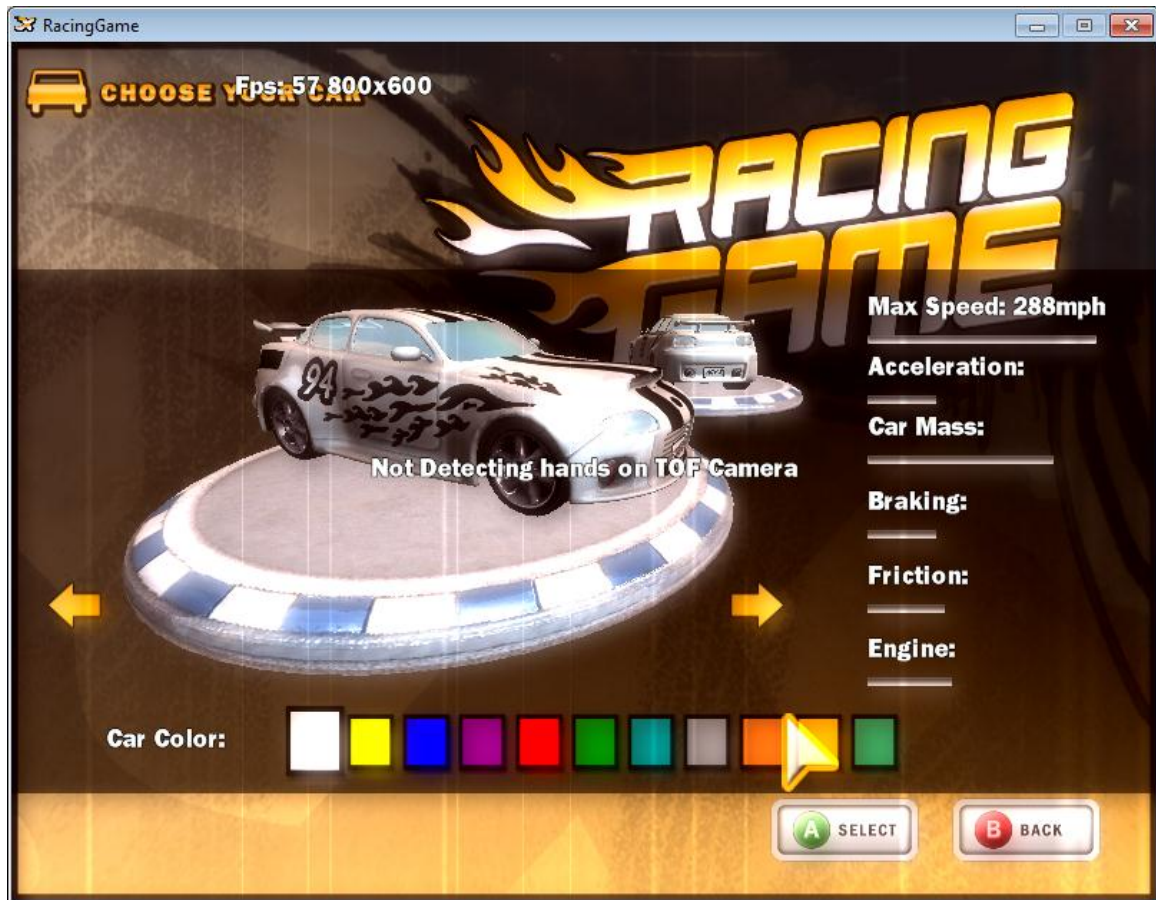 RacingGame
CHOOSE YOUR CAR
Fps: 57 800x600
RACING
GAME
Max Speed: 288mph
Acceleration:
Car Mass:
94
Not Detecting hands on TOF Camera
Braking:
Friction:
Engine:
Car Color:
A SELECT
B BACK